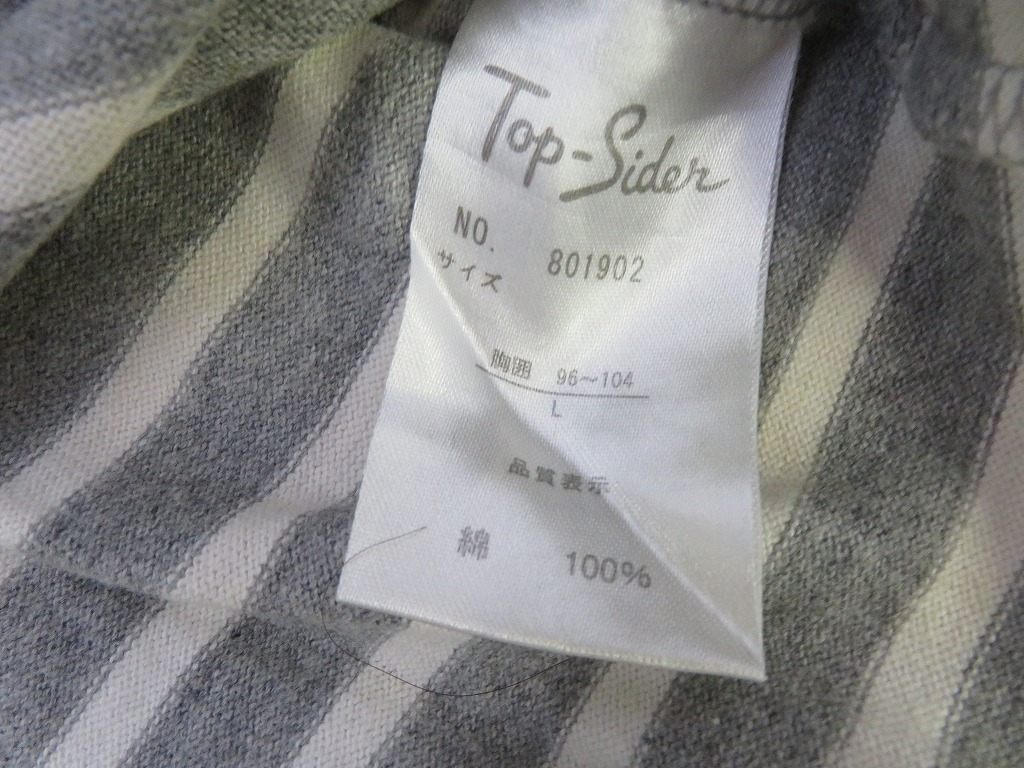 Top-Sider
NO. 801902
サイズ
胸囲 96～104
L
品質表示
綿 100%